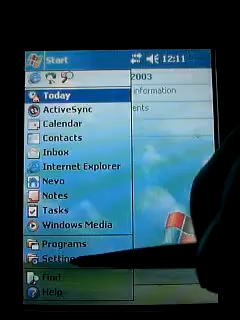 Start 12:11
2003
Today
information
ActiveSync
ents
Calendar
Contacts
Inbox
Internet Explorer
Nevo
Notes
Tasks
Windows Media
Programs
Settin
Find
Help